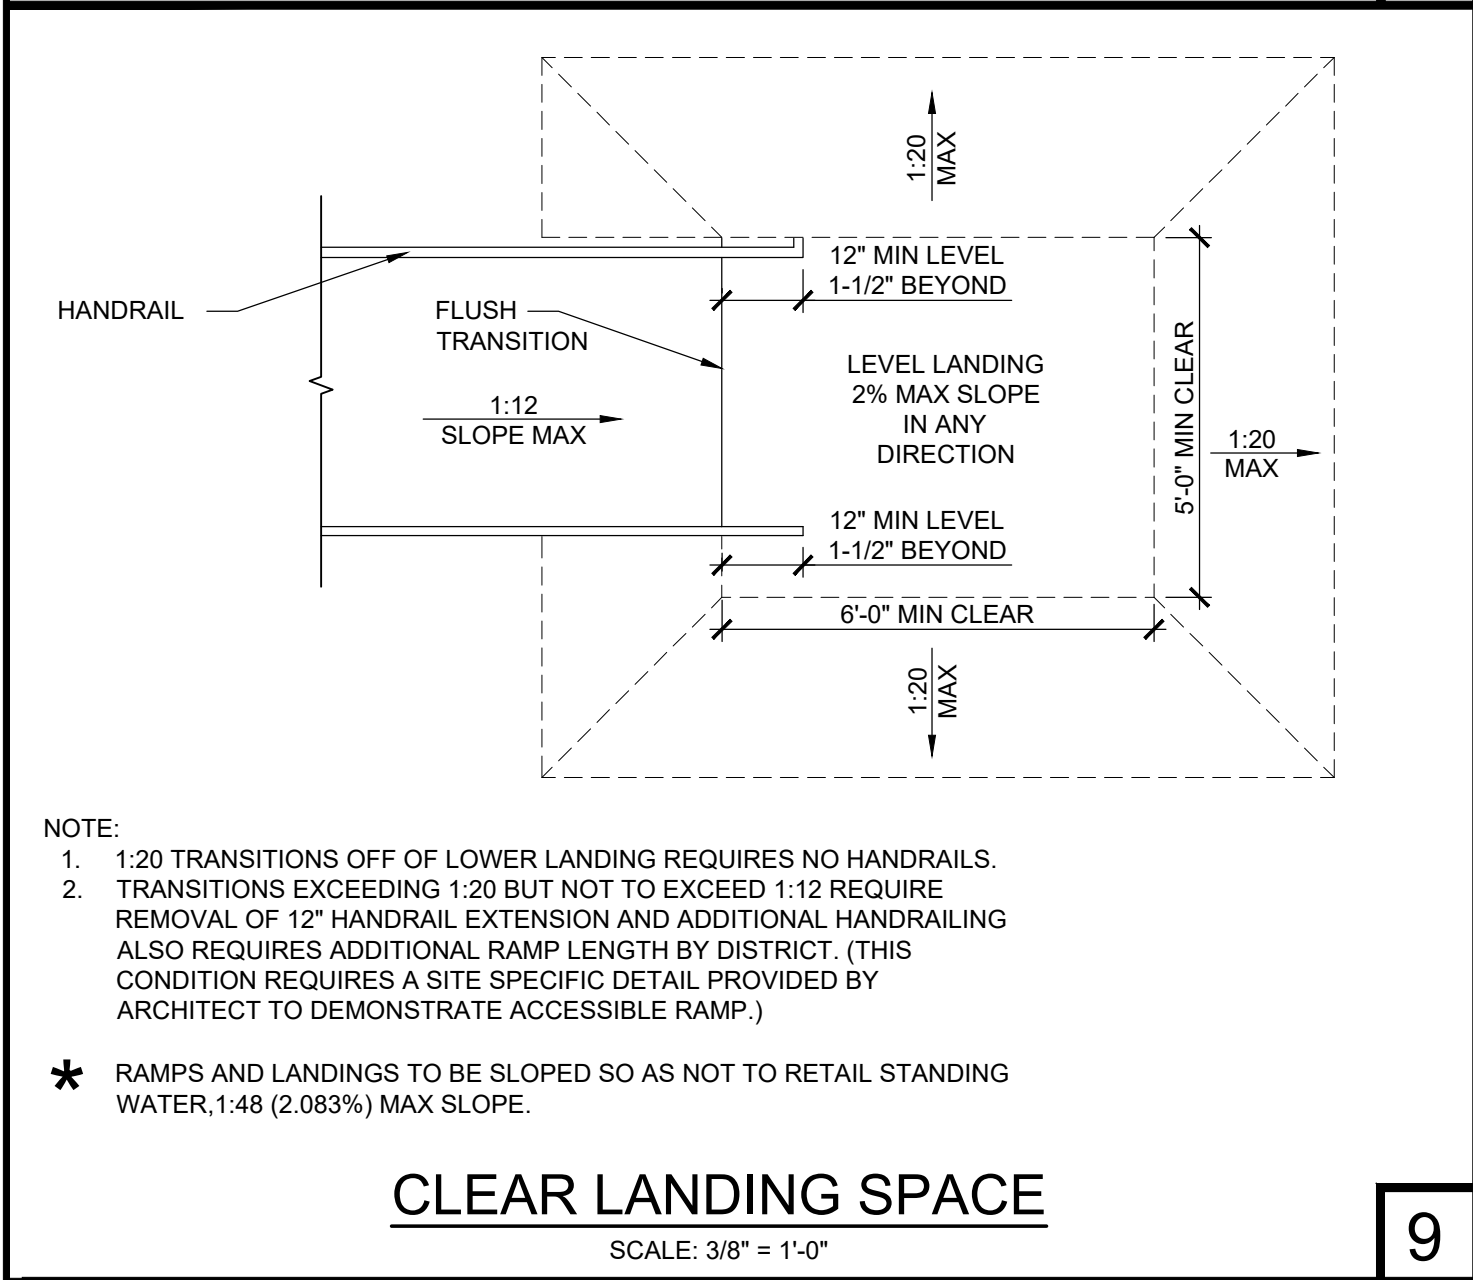 1:20
MAX
12" MIN LEVEL
1-1/2" BEYOND
HANDRAIL
FLUSH
TRANSITION
LEVEL LANDING
2% MAX SLOPE
IN ANY
DIRECTION
1:12
SLOPE MAX
5'-0" MIN CLEAR
1:20
MAX
12" MIN LEVEL
1-1/2" BEYOND
6'-0" MIN CLEAR
1:20
MAX
NOTE:
1. 1:20 TRANSITIONS OFF OF LOWER LANDING REQUIRES NO HANDRAILS.
2. TRANSITIONS EXCEEDING 1:20 BUT NOT TO EXCEED 1:12 REQUIRE
REMOVAL OF 12" HANDRAIL EXTENSION AND ADDITIONAL HANDRAILING
ALSO REQUIRES ADDITIONAL RAMP LENGTH BY DISTRICT. (THIS
CONDITION REQUIRES A SITE SPECIFIC DETAIL PROVIDED BY
ARCHITECT TO DEMONSTRATE ACCESSIBLE RAMP.)
* RAMPS AND LANDINGS TO BE SLOPED SO AS NOT TO RETAIL STANDING
WATER,1:48 (2.083%) MAX SLOPE.
CLEAR LANDING SPACE
SCALE: 3/8" = 1'-0"
9